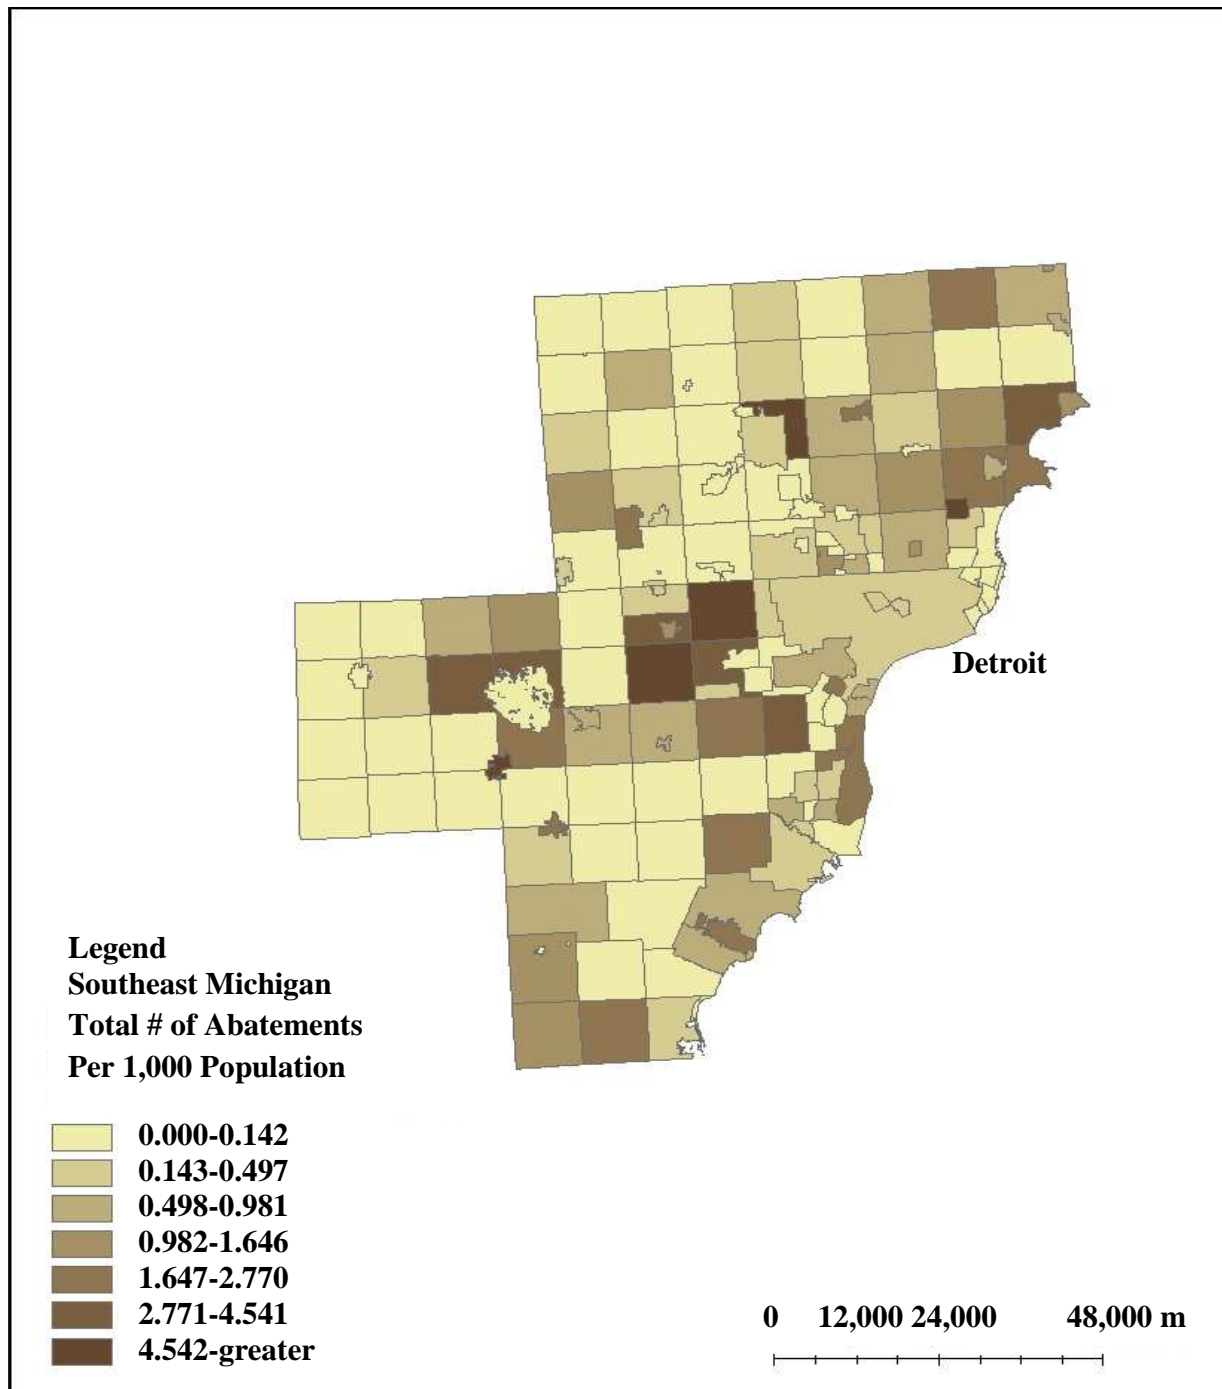 Detroit
Legend
Southeast Michigan
Total # of Abatements
Per 1,000 Population
0.000-0.142
0.143-0.497
0.498-0.981
0.982-1.646
1.647-2.770
2.771-4.541
4.542-greater
0 12,000 24,000 48,000 m